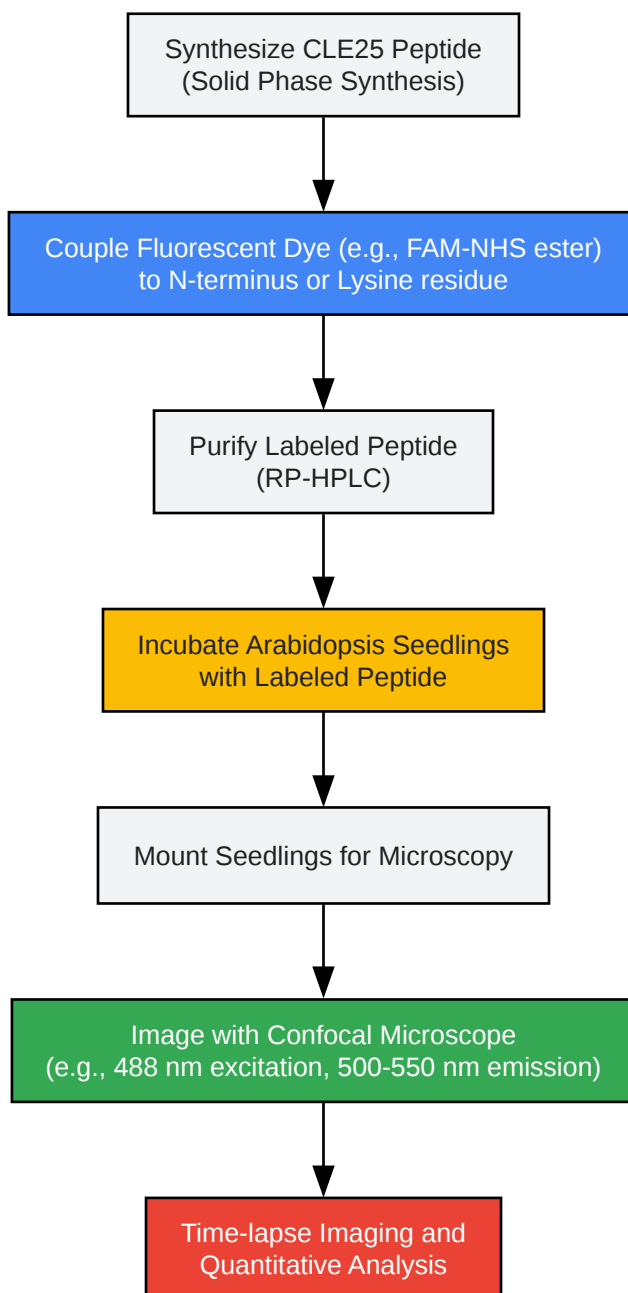 Synthesize CLE25 Peptide
(Solid Phase Synthesis)
Couple Fluorescent Dye (e.g., FAM-NHS ester)
to N-terminus or Lysine residue
Purify Labeled Peptide
(RP-HPLC)
Incubate Arabidopsis Seedlings
with Labeled Peptide
Mount Seedlings for Microscopy
Image with Confocal Microscope
(e.g., 488 nm excitation, 500-550 nm emission)
Time-lapse Imaging and
Quantitative Analysis